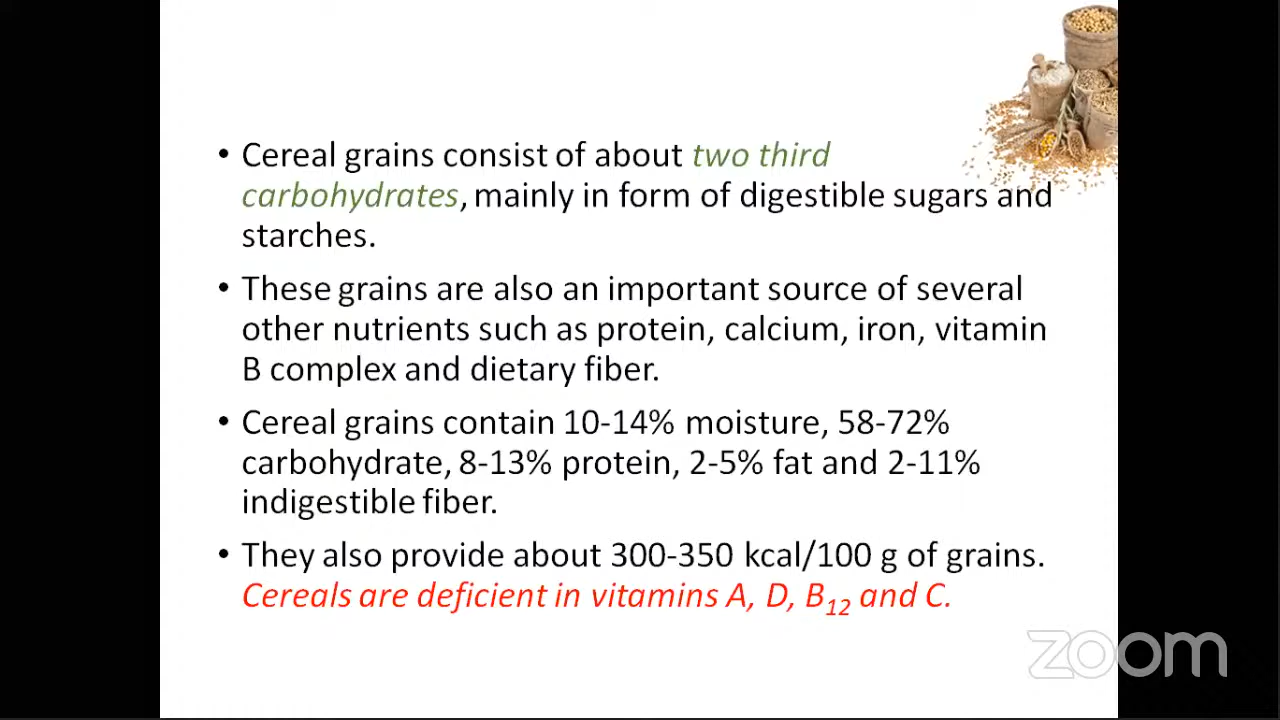 • Cereal grains consist of about two third
carbohydrates, mainly in form of digestible sugars and
starches.
• These grains are also an important source of several
other nutrients such as protein, calcium, iron, vitamin
B complex and dietary fiber.
• Cereal grains contain 10-14% moisture, 58-72%
carbohydrate, 8-13% protein, 2-5% fat and 2-11%
indigestible fiber.
• They also provide about 300-350 kcal/100 g of grains.
Cereals are deficient in vitamins A, D, B12 and C.
zoom